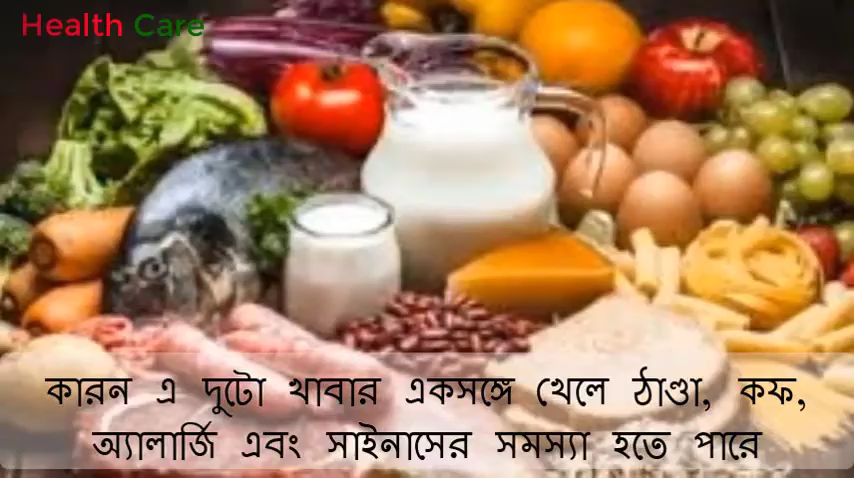 Health Care
কারন এ দুটো খাবার একসঙ্গে খেলে ঠাণ্ডা, কফ,
অ্যালার্জি এবং সাইনাসের সমস্যা হতে পারে